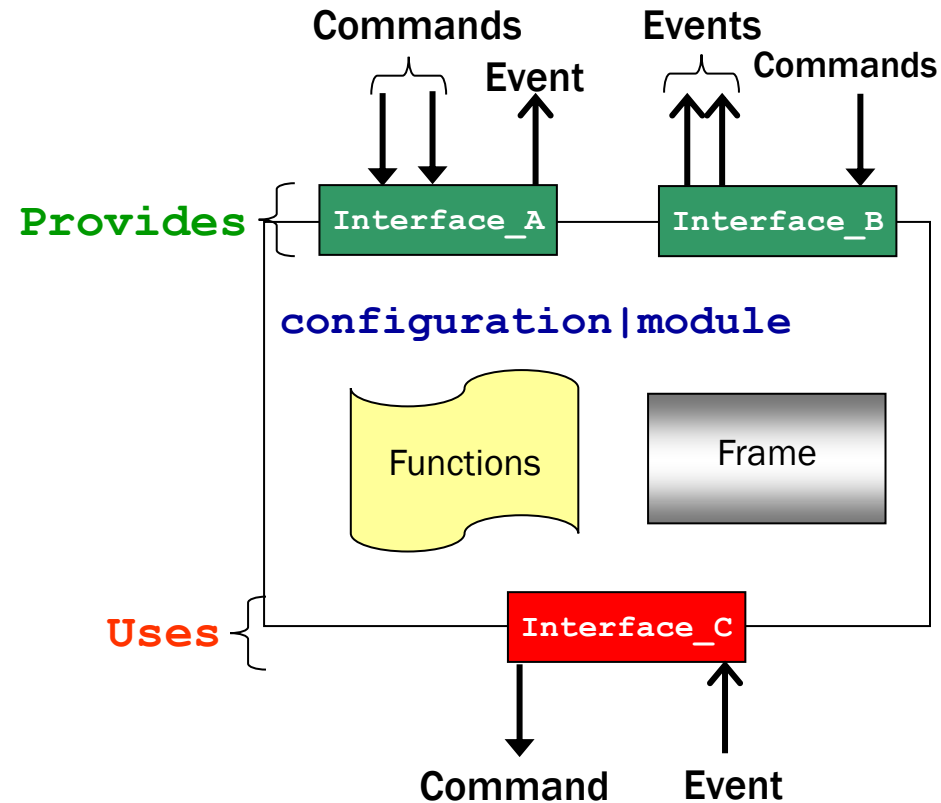 Commands
Events
Event
Commands
Provides
Interface_A
Interface_B
configuration|module
Functions
Frame
Uses
Interface_C
Command
Event